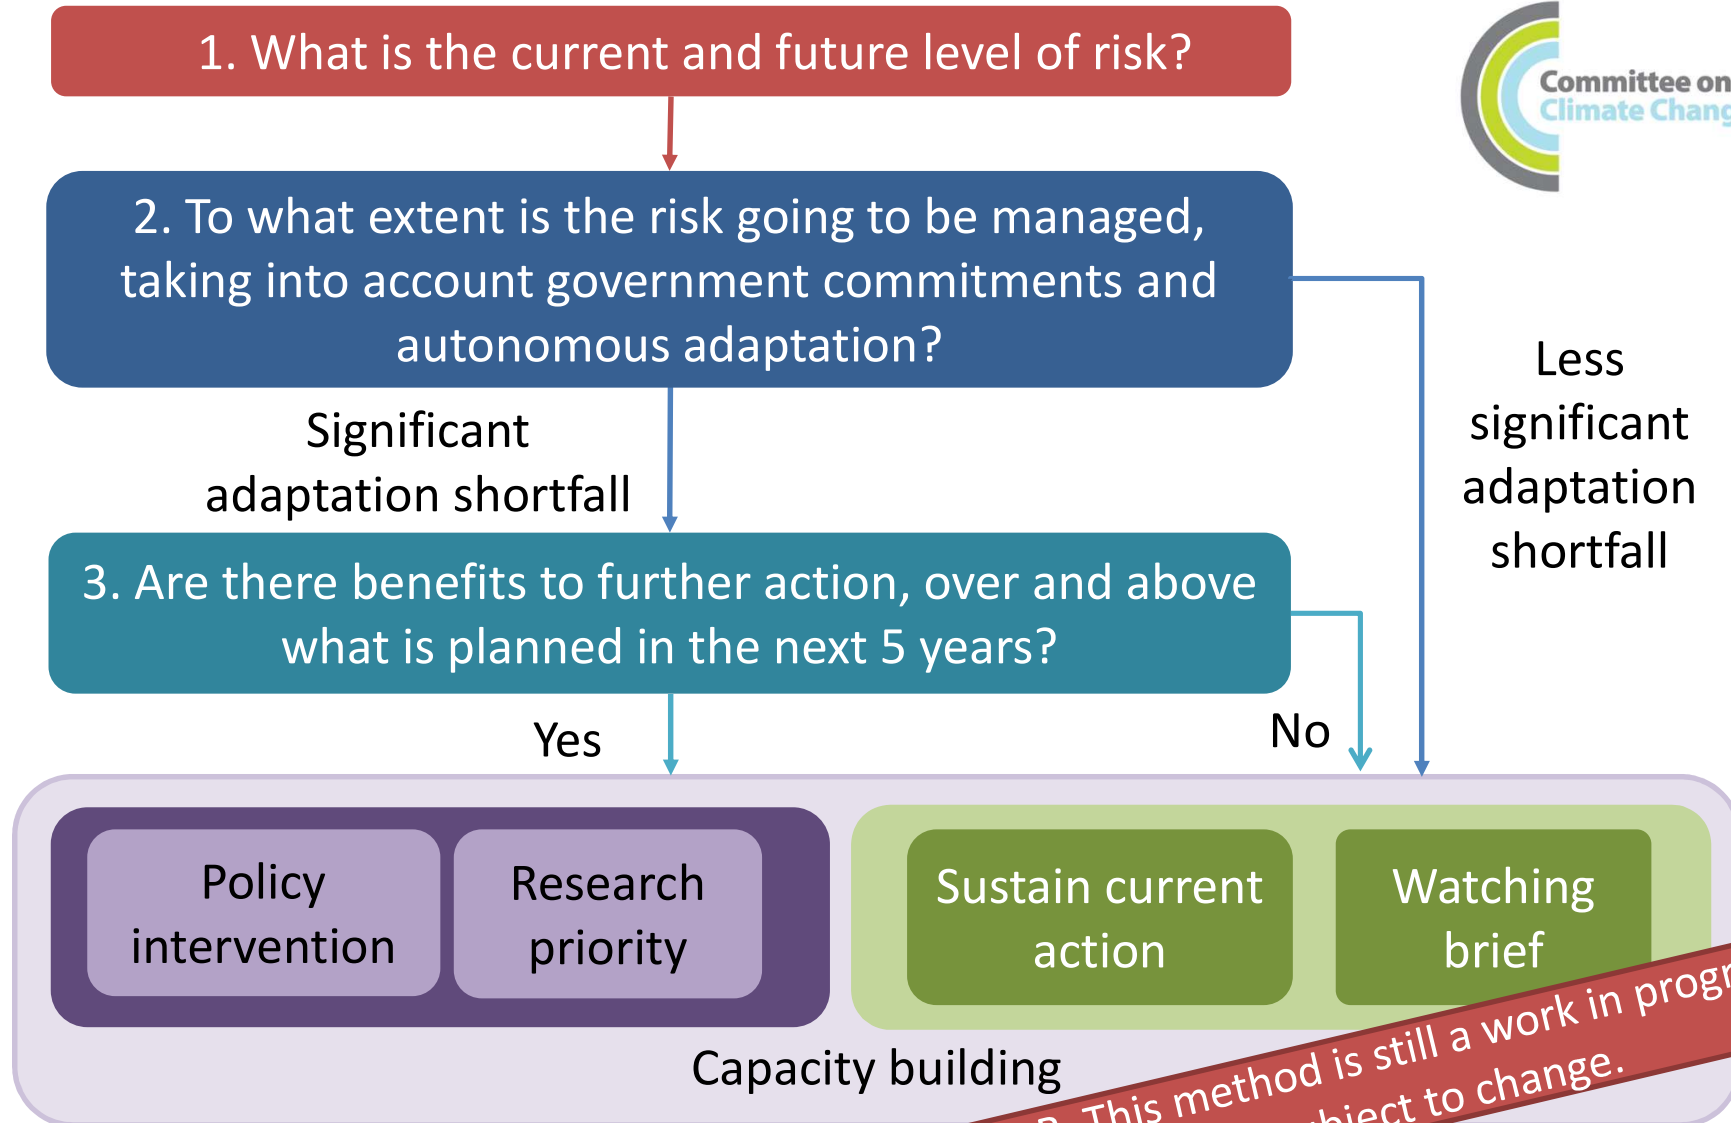 1. What is the current and future level of risk?
Committee on
Climate
2. To what extent is the risk going to be managed,
taking into account government commitments and
autonomous adaptation?
Less
significant
adaptation
shortfall
Significant
adaptation shortfall
3. Are there benefits to further action, over and above
what is planned in the next 5 years?
Yes
No
Policy
intervention
Research
priority
Sustain current
action
Watching
brief
Capacity building
This method is still a work in
to change.